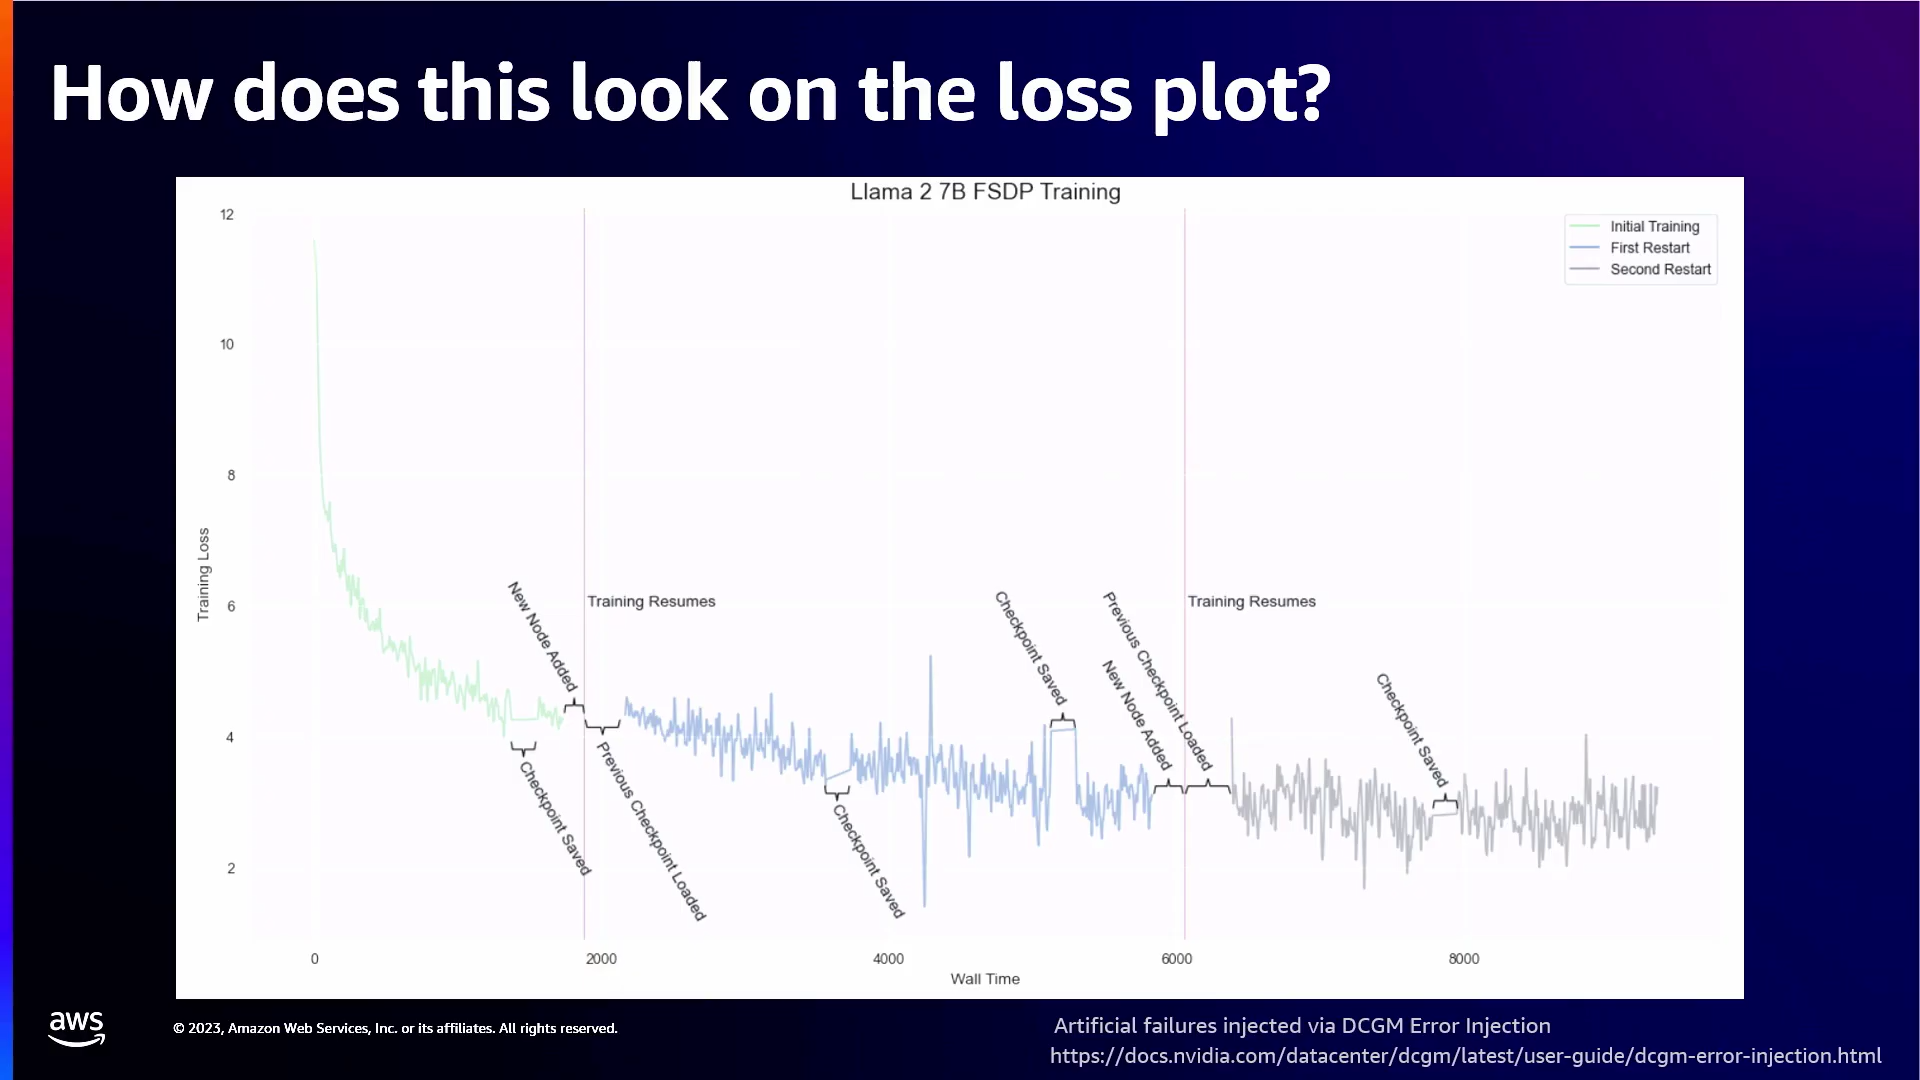 How does this look on the loss plot?
Llama 2 7B FSDP Training
12
10
8
6
4
2
Training Loss
Initial Training
First Restart
Second Restart
New Node Added
Training Resumes
Checkpoint Saved
Previous Checkpoint Loaded
Checkpoint Saved
Checkpoint Saved
New Node Added
Previous Checkpoint Loaded
Training Resumes
Checkpoint Saved
0
2000
4000
6000
8000
Wall Time
aws
© 2023, Amazon Web Services, Inc. or its affiliates. All rights reserved.
Artificial failures injected via DCGM Error Injection
https://docs.nvidia.com/datacenter/dcgm/latest/user-guide/dcgm-error-injection.html